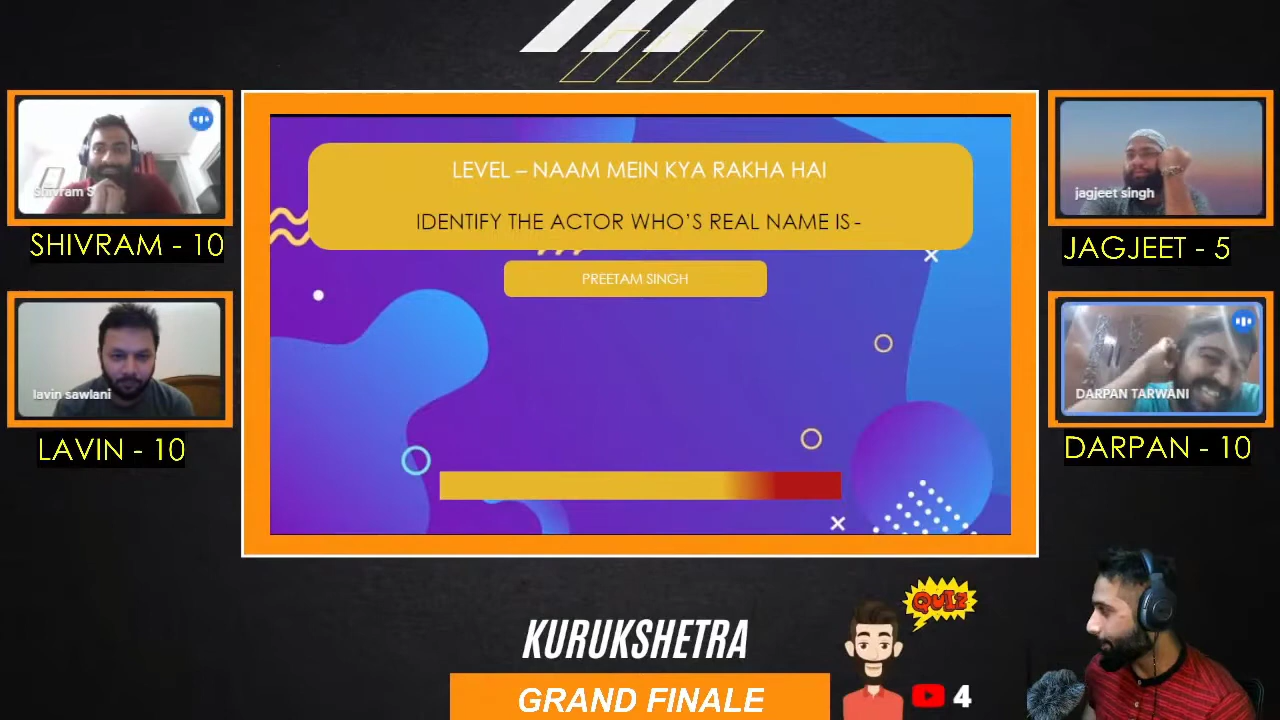 LEVEL – NAAM MEIN KYA RAKHA HAI
IDENTIFY THE ACTOR WHO'S REAL NAME IS -
PREETAM SINGH
Shivram S
SHIVRAM - 10
jagjeet singh
JAGJEET - 5
lavin sawlani
LAVIN - 10
DARPAN TARWANI
DARPAN - 10
QUIZ
KURUKSHETRA
GRAND FINALE
4